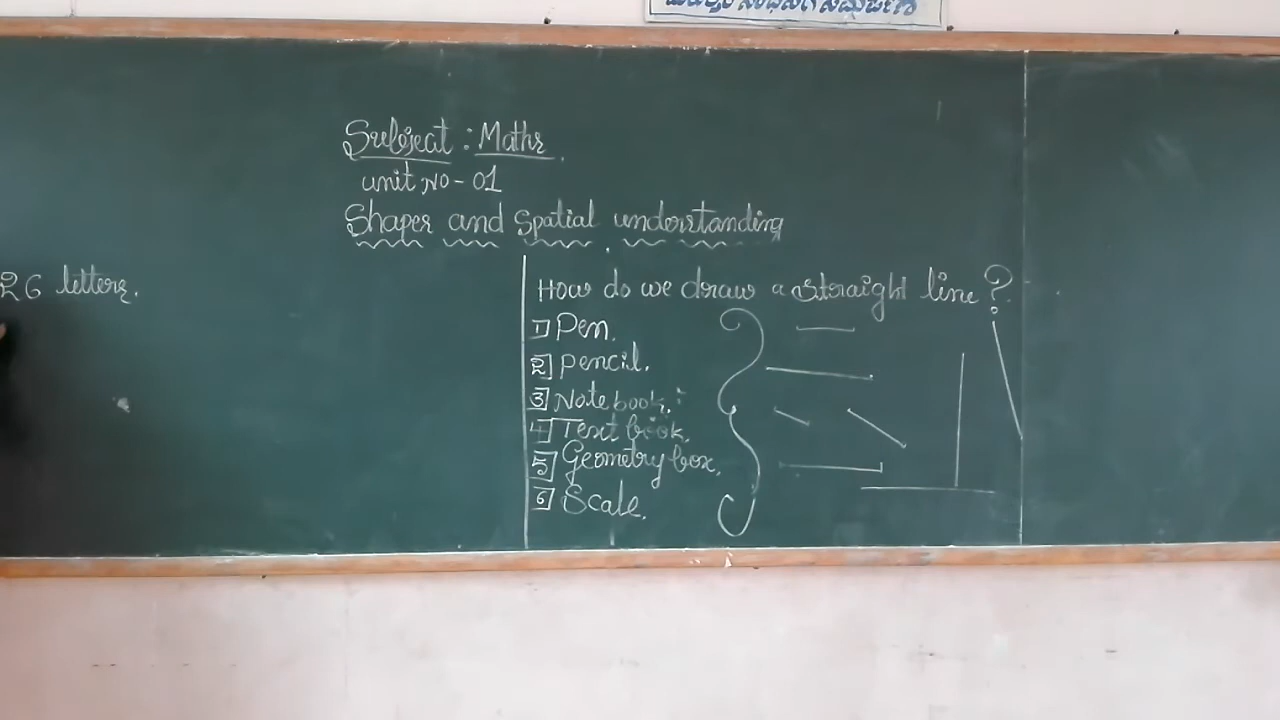 Subject : Maths.
unit No - 01
Shapes and Spatial understanding.
26 letters.
How do we draw a straight line ?
1] Pen.
2] Pencil.
3] Note book.
4] Text book.
5] Geometry box.
6] Scale.